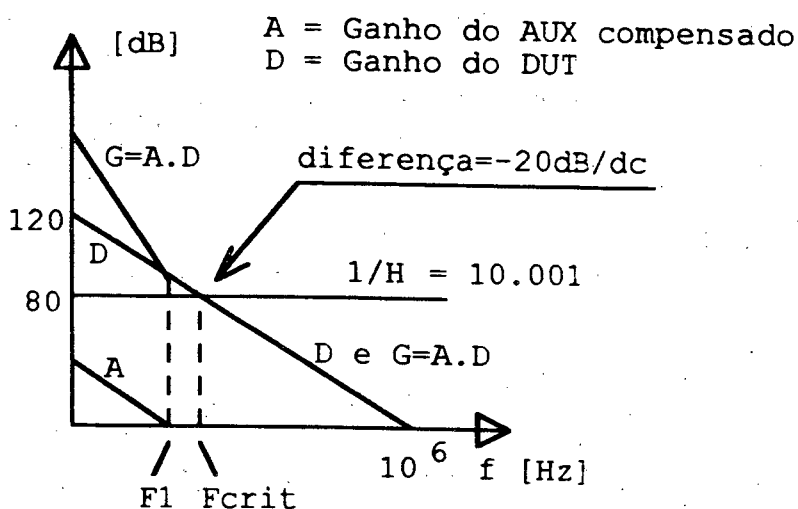 [dB]
A = Ganho do AUX compensado
D = Ganho do DUT
G=A.D
diferença=-20dB/dc
120
D
1/H = 10.001
80
A
D e G=A.D
10 6 f [Hz]
F1 Fcrit